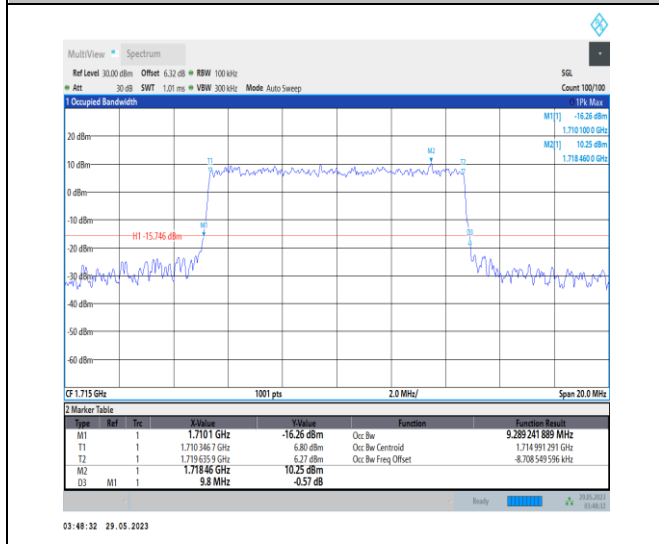 MultiView Spectrum
Ref Level 30.00 dBm Offset 6.32 dB RBW 100 kHz SGL
Att 30 dB SWT 1.01 ms VBW 300 kHz Mode Auto Sweep Count 100/100
1 Occupied Bandwidth 1Pk Max
M1[1] -16.26 dBm
1.710 100 0 GHz
M2[1] 10.25 dBm
1.718 460 0 GHz
20 dBm
M2
T1 T2
10 dBm
0 dBm
-10 dBm
M1
H1 -15.746 dBm
D3
-20 dBm
-30 dBm
-40 dBm
-50 dBm
-60 dBm
CF 1.715 GHz 1001 pts 2.0 MHz/ Span 20.0 MHz
2 Marker Table
Type Ref Trc X-Value Y-Value Function Function Result
M1 1 1.7101 GHz -16.26 dBm Occ Bw 9.289 241 889 MHz
T1 1 1.710 346 7 GHz 6.80 dBm Occ Bw Centroid 1.714 991 291 GHz
T2 1 1.719 635 9 GHz 6.27 dBm Occ Bw Freq Offset -8.708 549 596 kHz
M2 1 1.718 46 GHz 10.25 dBm
D3 M1 1 9.8 MHz -0.57 dB
Ready 29.05.2023
03:48:32
03:48:32 29.05.2023